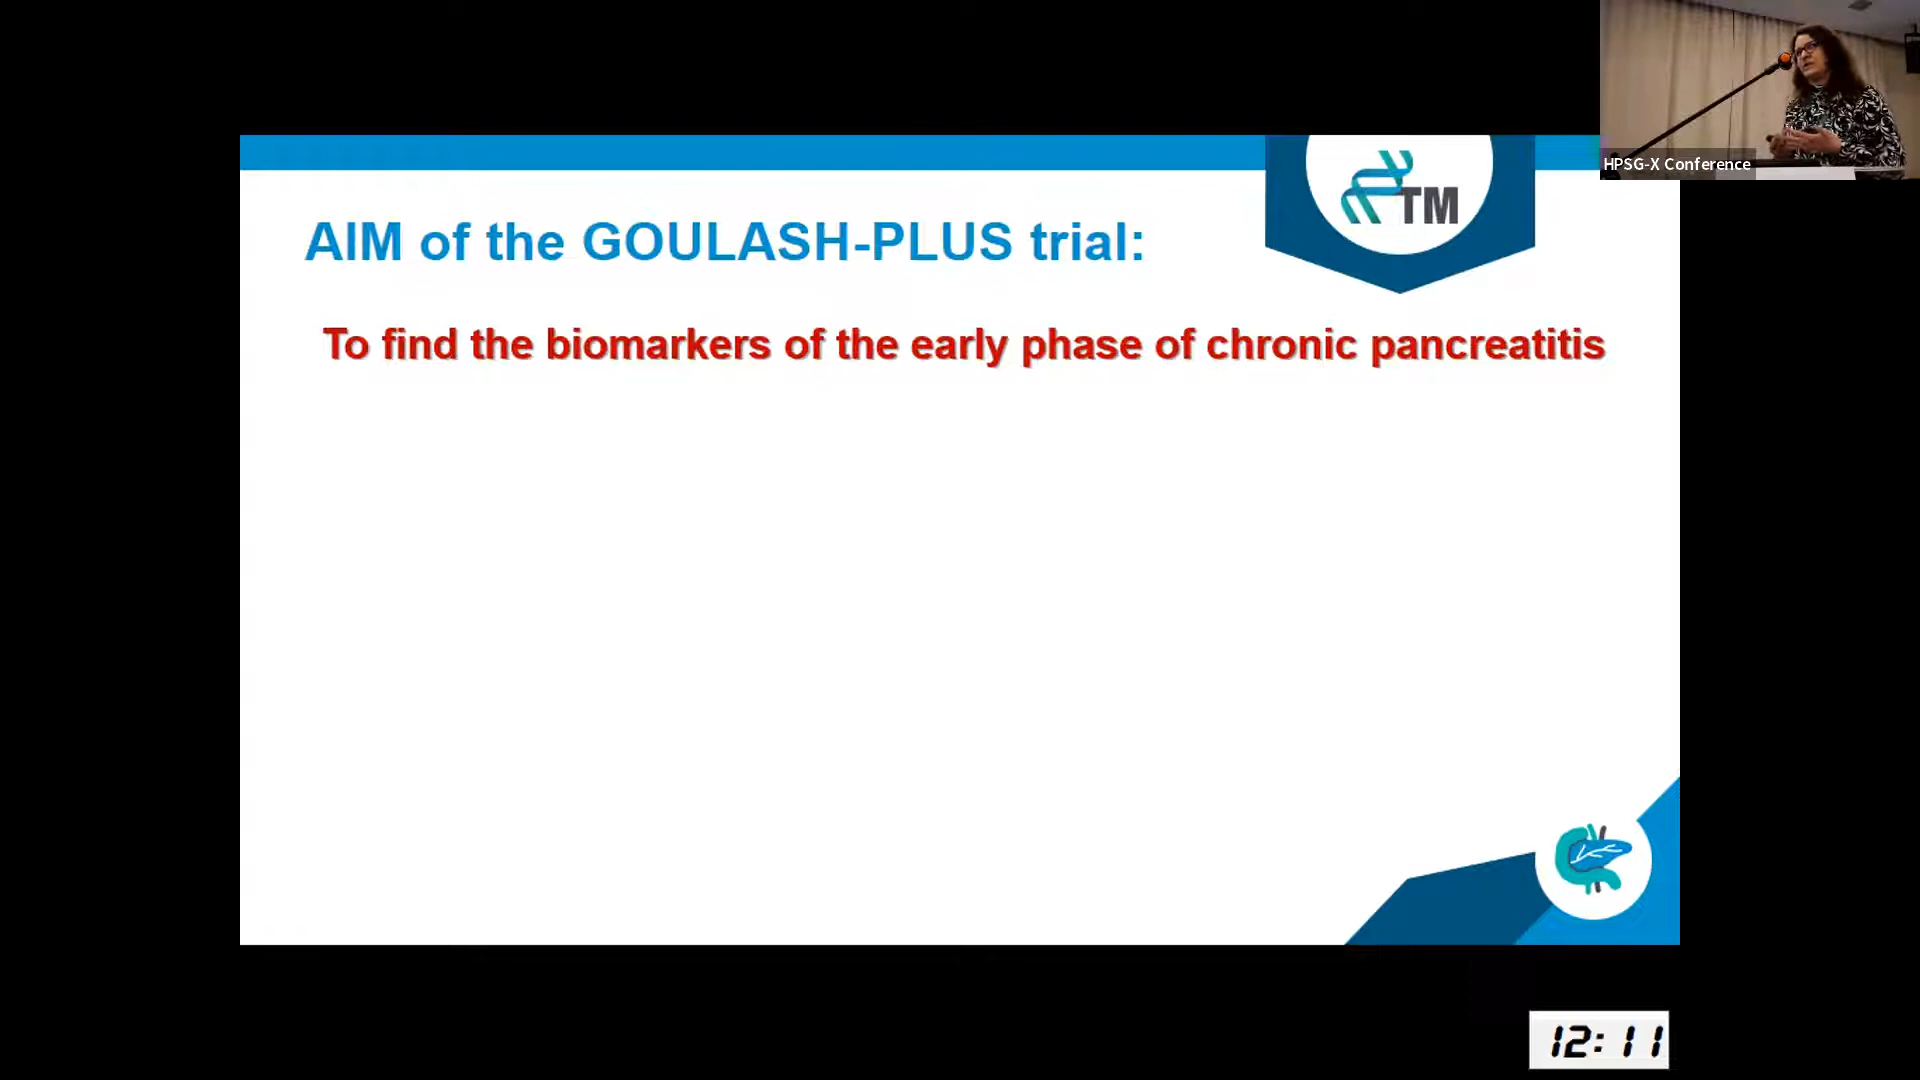 HPSG-X Conference
TM
AIM of the GOULASH-PLUS trial:
To find the biomarkers of the early phase of chronic pancreatitis
12:11